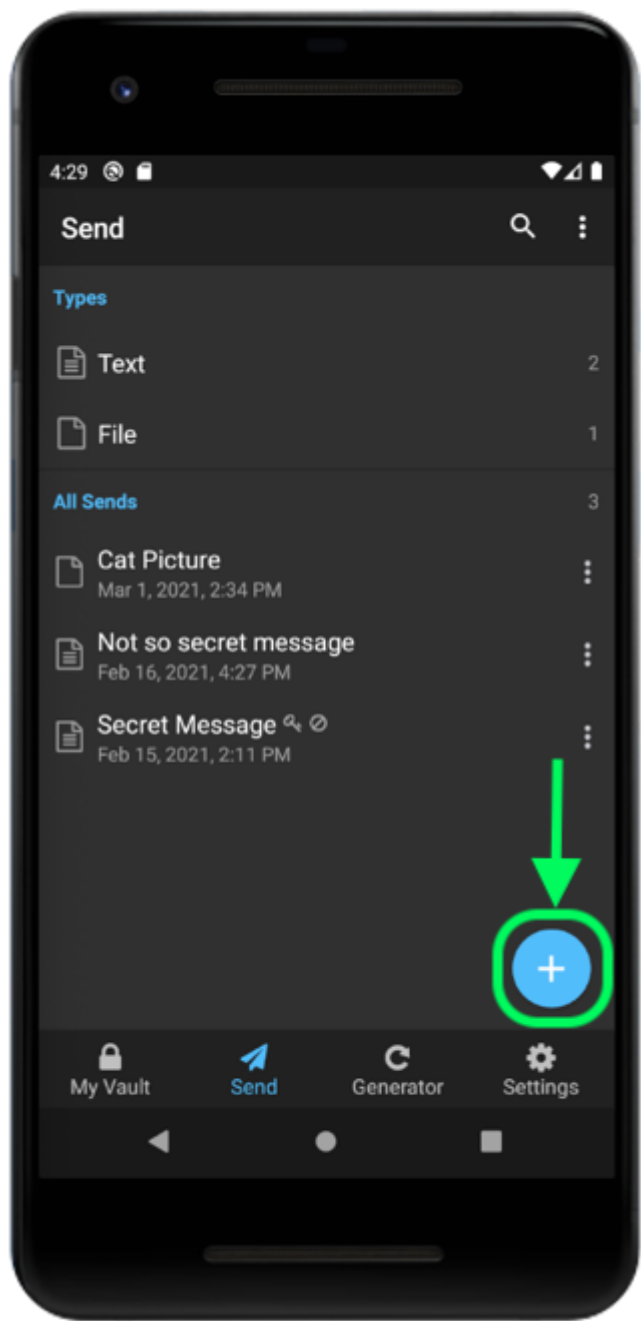 4:29
Send
Types
Text 2
File 1
All Sends 3
Cat Picture
Mar 1, 2021, 2:34 PM
Not so secret message
Feb 16, 2021, 4:27 PM
Secret Message
Feb 15, 2021, 2:11 PM
My Vault Send Generator Settings